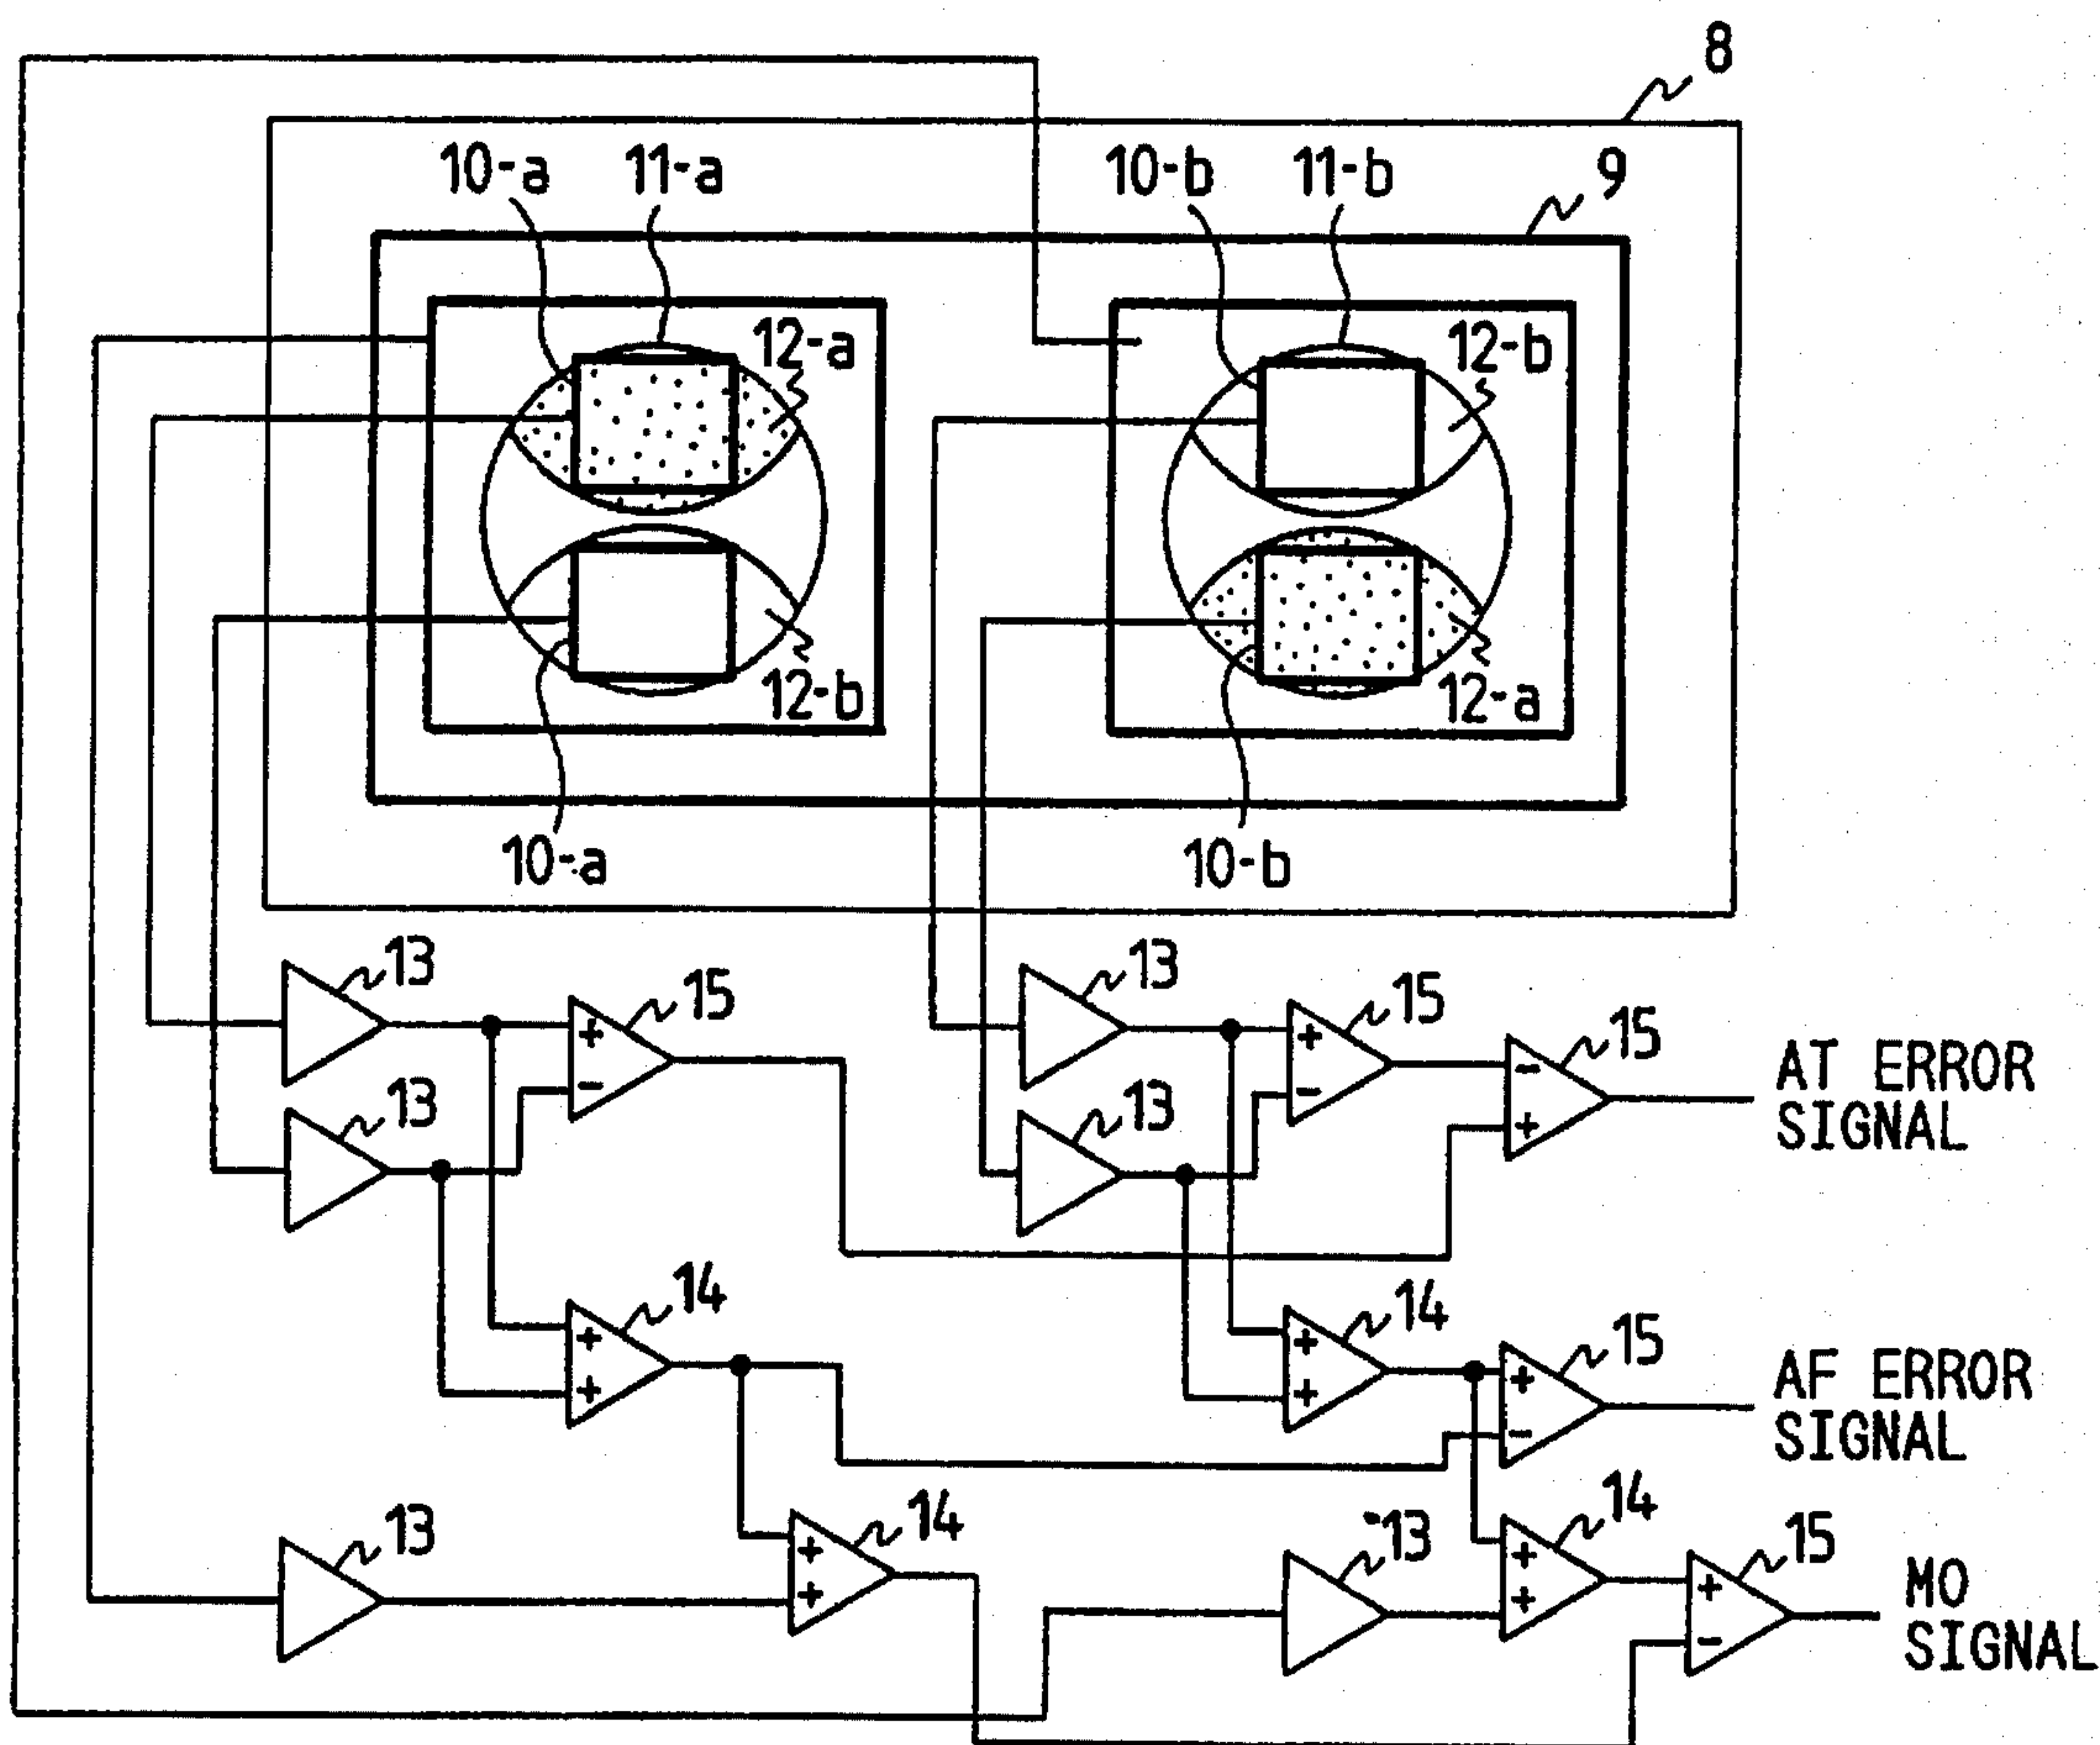 8
10-a 11-a 10-b 11-b 9
12-a 12-b
12-b 12-a
10-a 10-b
13 15 13 15 15
+ + -
- - +
AT ERROR
SIGNAL
13 13
14 14 15
+ + +
+ + -
AF ERROR
SIGNAL
13 14 13 14 15
+ + +
+ + -
MO
SIGNAL